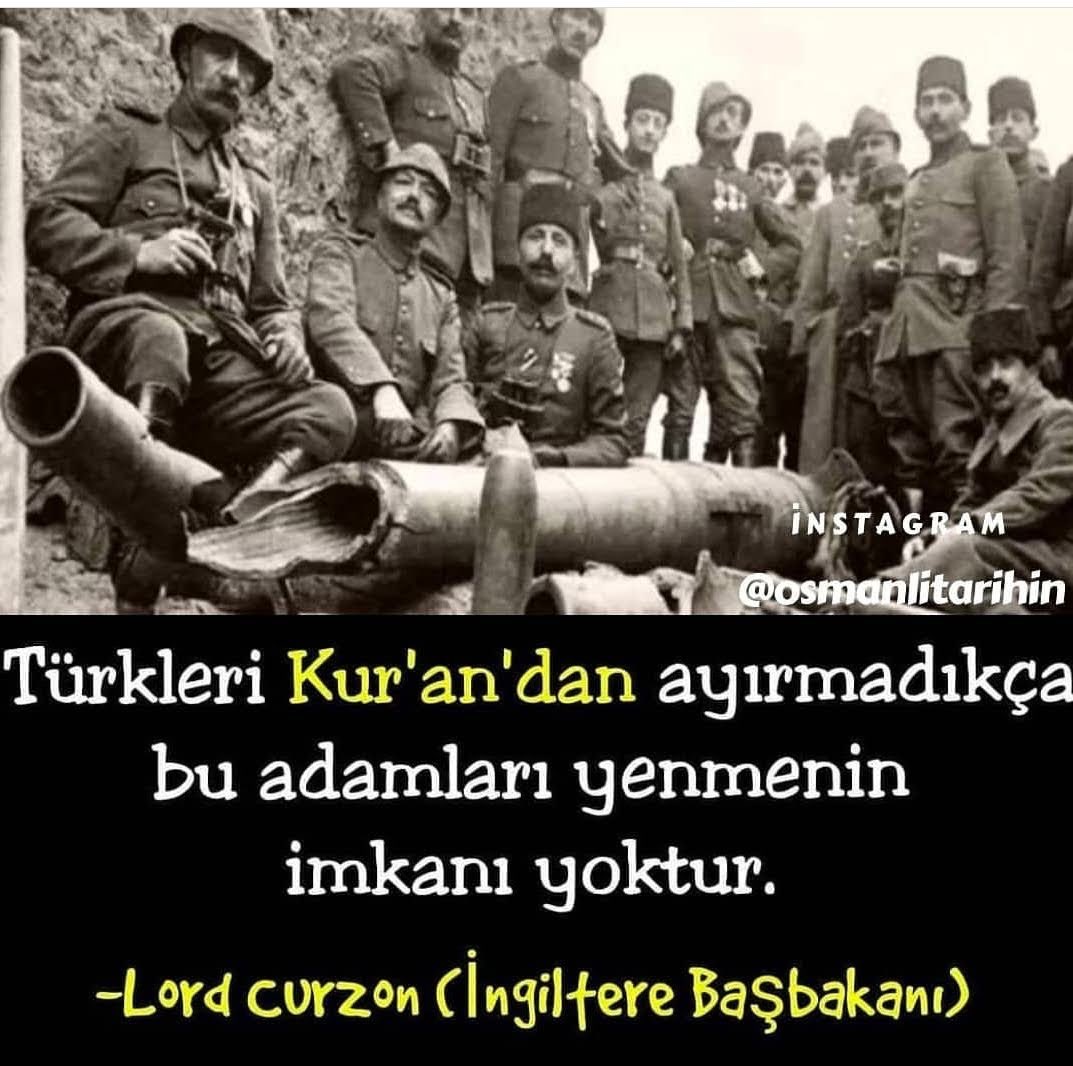 İNSTAGRAM
@osmanlitarihin
Türkleri Kur'an'dan ayırmadıkça
bu adamları yenmenin
imkanı yoktur.
-Lord curzon (İngiltere Başbakanı)